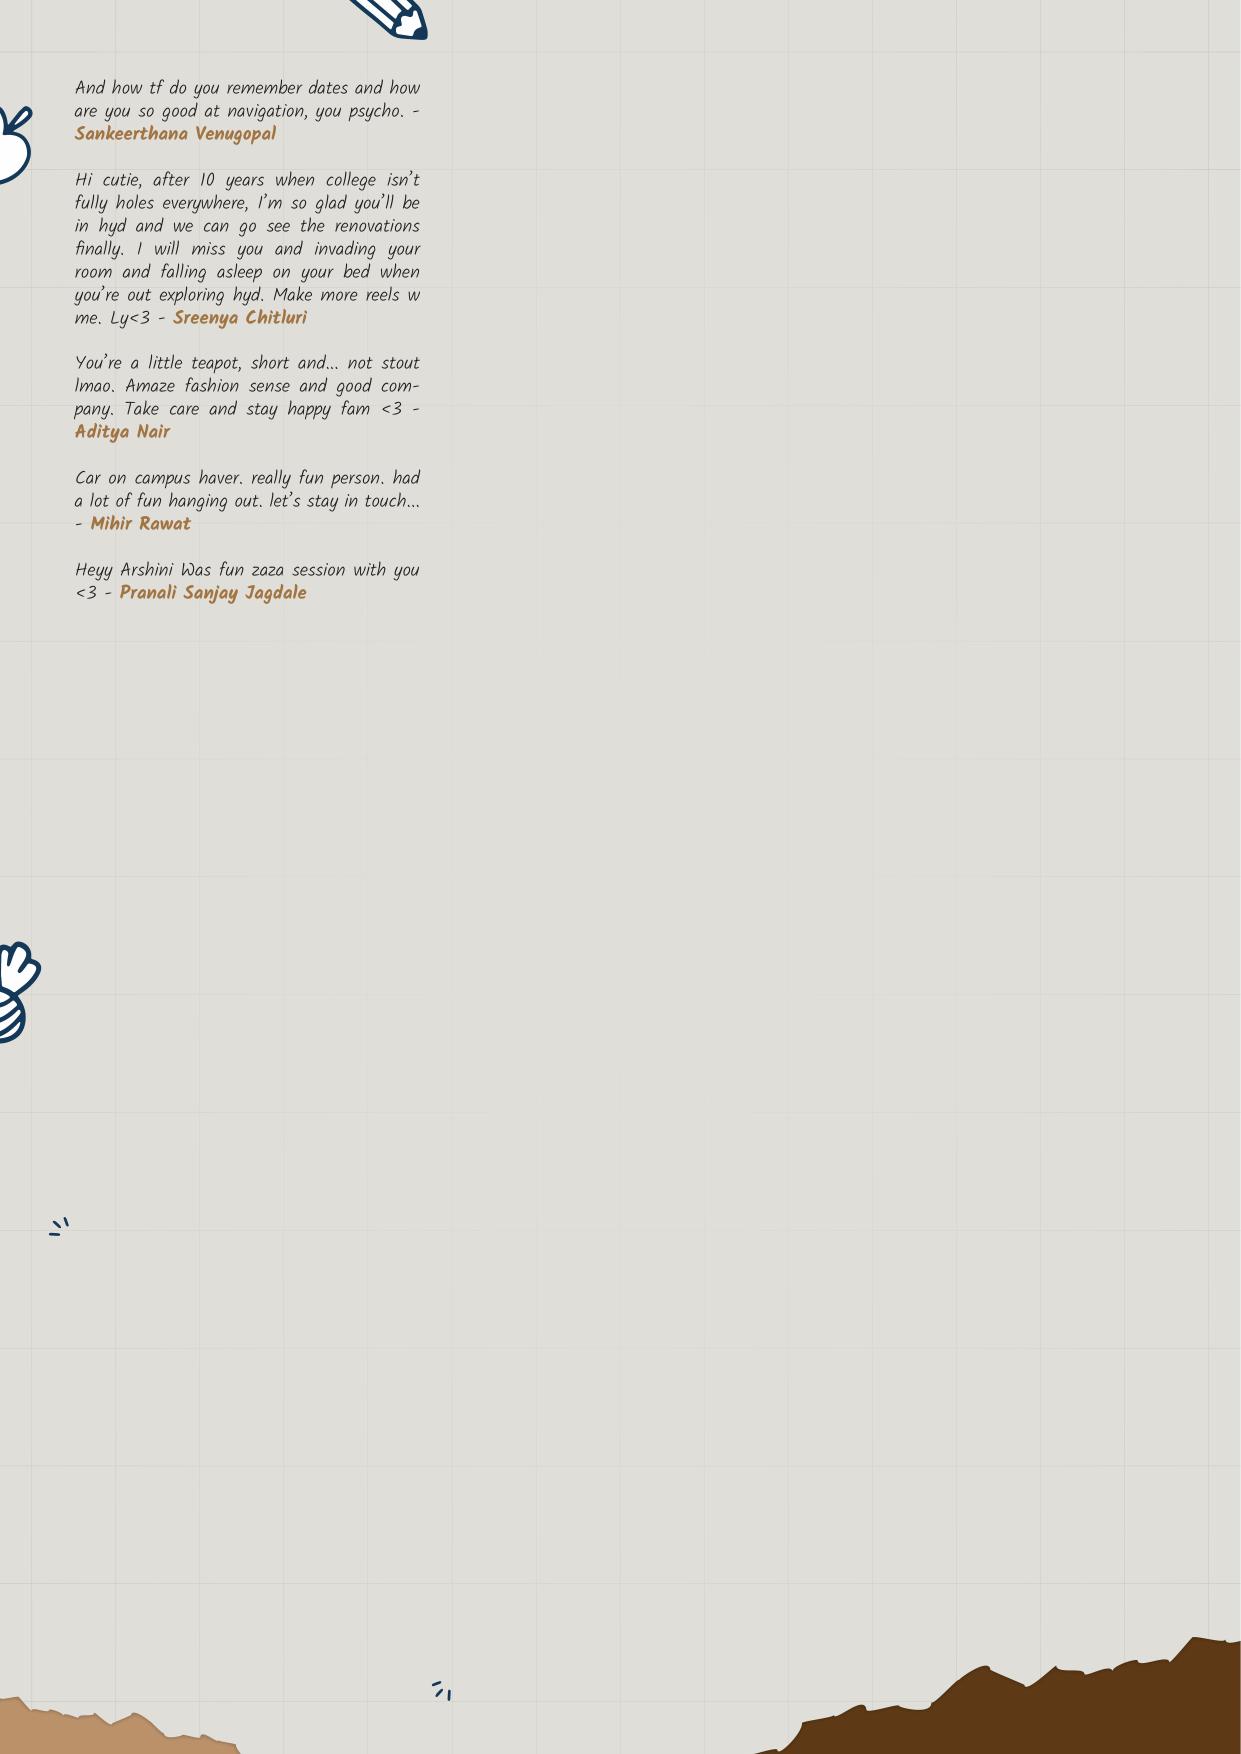 And how tf do you remember dates and how
are you so good at navigation, you psycho. -
Sankeerthana Venugopal
Hi cutie, after 10 years when college isn't
fully holes everywhere, I'm so glad you'll be
in hyd and we can go see the renovations
finally. I will miss you and invading your
room and falling asleep on your bed when
you're out exploring hyd. Make more reels w
me. Ly<3 - Sreenya Chitluri
You're a little teapot, short and... not stout
lmao. Amaze fashion sense and good com-
pany. Take care and stay happy fam <3 -
Aditya Nair
Car on campus haver. really fun person. had
a lot of fun hanging out. let's stay in touch...
- Mihir Rawat
Heyy Arshini Was fun zaza session with you
<3 - Pranali Sanjay Jagdale